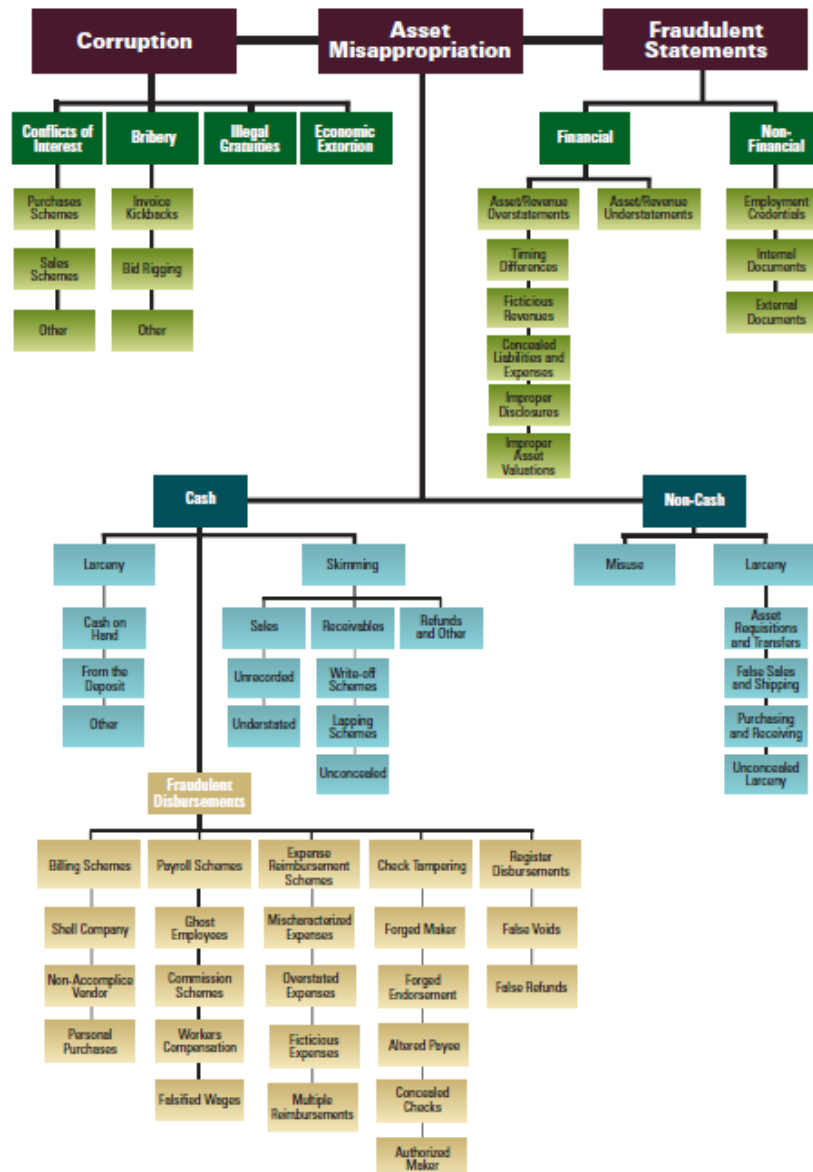 Corruption
Asset
Misappropriation
Fraudulent
Statements
Conflicts of
Interest
Bribery
Illegal
Gratuities
Economic
Extortion
Financial
Non-
Financial
Purchases
Schemes
Invoice
Kickbacks
Asset/Revenue
Overstatements
Asset/Revenue
Understatements
Employment
Credentials
Sales
Schemes
Bid Rigging
Timing
Differences
Internal
Documents
Other
Other
Ficticious
Revenues
External
Documents
Concealed
Liabilities and
Expenses
Improper
Disclosures
Improper
Asset
Valuations
Cash
Non-Cash
Larceny
Skimming
Misuse
Larceny
Cash on
Hand
Sales
Receivables
Refunds
and Other
Asset
Requisitions
and Transfers
From the
Deposit
Unrecorded
Write-off
Schemes
False Sales
and Shipping
Other
Understated
Lapping
Schemes
Purchasing
and Receiving
Unconcealed
Unconcealed
Larceny
Fraudulent
Disbursements
Billing Schemes
Payroll Schemes
Expense
Reimbursement
Schemes
Check Tampering
Register
Disbursements
Shell Company
Ghost
Employees
Mischaracterized
Expenses
Forged Maker
False Voids
Non-Accomplice
Vendor
Commission
Schemes
Overstated
Expenses
Forged
Endorsement
False Refunds
Personal
Purchases
Workers
Compensation
Ficticious
Expenses
Altered Payee
Falsified Wages
Multiple
Reimbursements
Concealed
Checks
Authorized
Maker